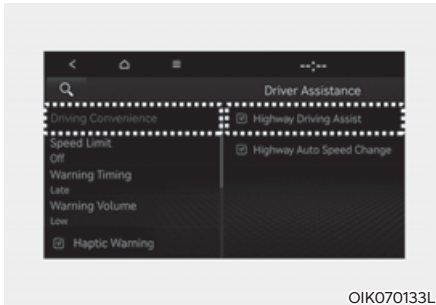 --:--
Driver Assistance
Driving Convenience
Highway Driving Assist
Speed Limit
Off
Highway Auto Speed Change
Warning Timing
Late
Warning Volume
Low
Haptic Warning
OIK070133L